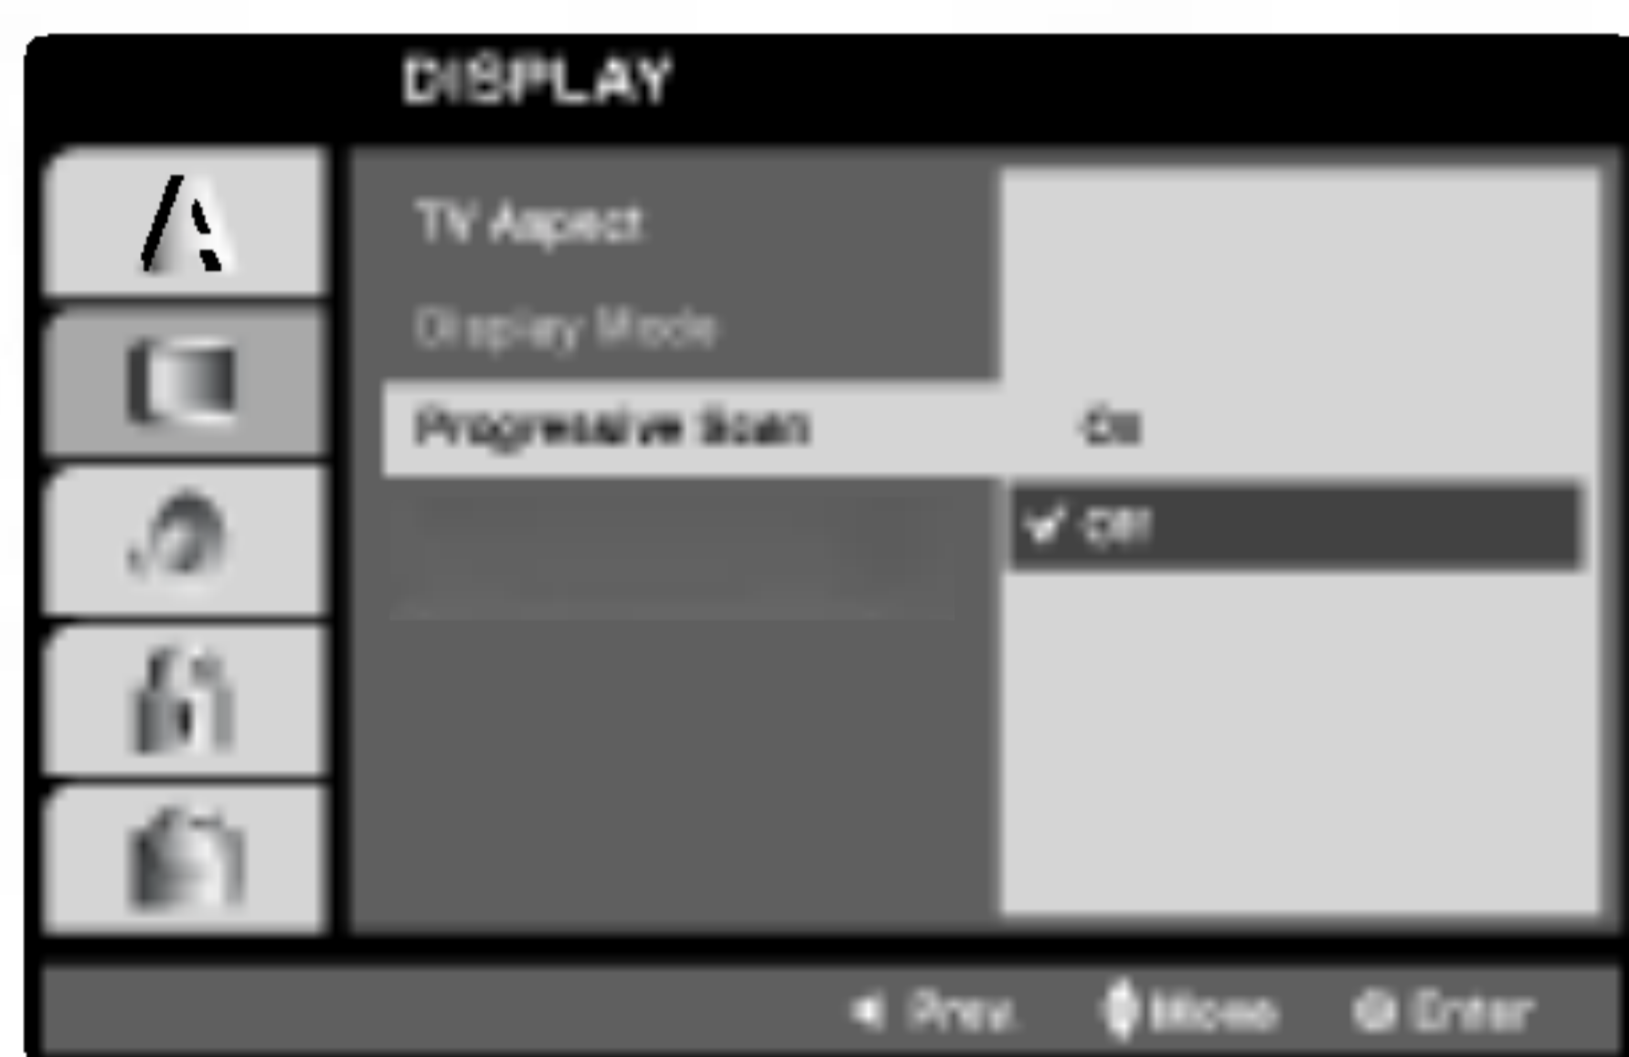 DISPLAY
TV Aspect
Display Mode
Progressive Scan
On
✔ Off
◄ Prev.
Move
Enter